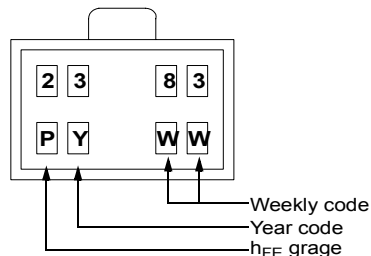 2 3 8 3
P Y W W
Weekly code
Year code
hFE grage